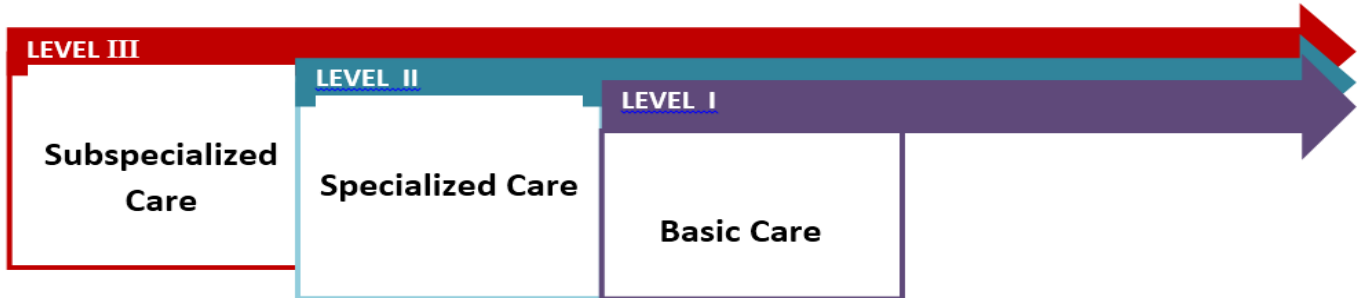 LEVEL III
LEVEL II
LEVEL I
Subspecialized
Care
Specialized Care
Basic Care